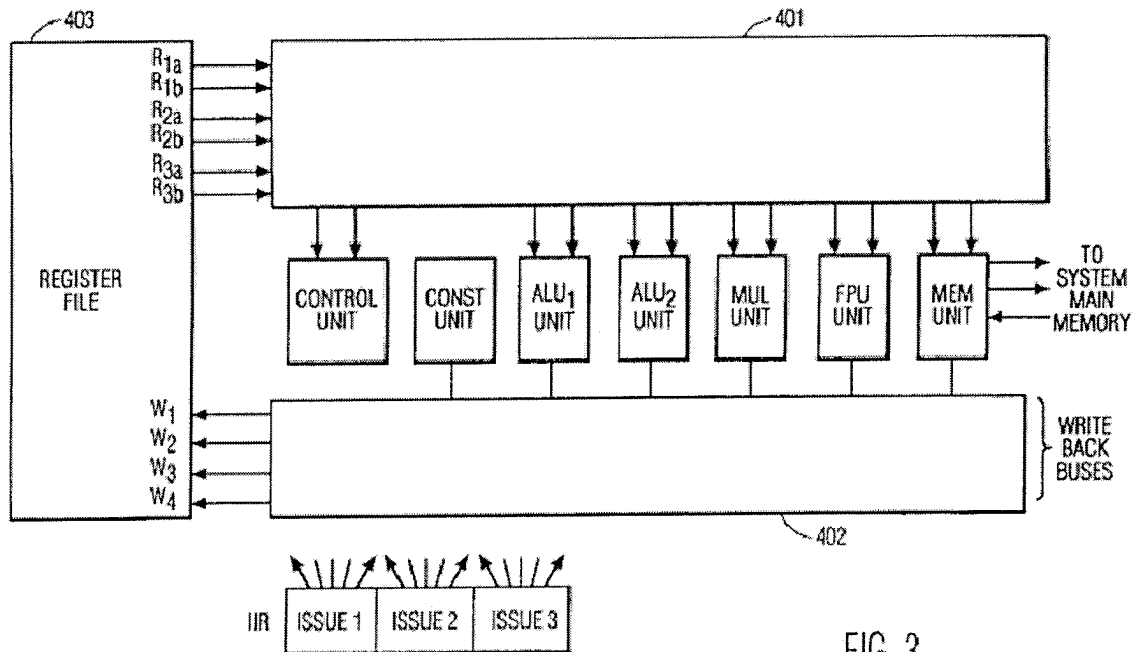 403
401
R1a
R1b
R2a
R2b
R3a
R3b
REGISTER
FILE
CONTROL
UNIT
CONST
UNIT
ALU1
UNIT
ALU2
UNIT
MUL
UNIT
FPU
UNIT
MEM
UNIT
TO
SYSTEM
MAIN
MEMORY
W1
W2
W3
W4
WRITE
BACK
BUSES
402
IIR
ISSUE 1
ISSUE 2
ISSUE 3
FIG. 3